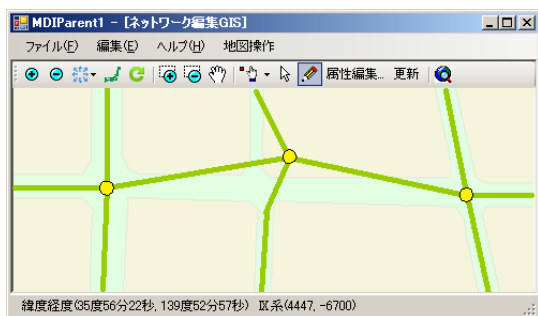 MDIParent1 - [ネットワーク編集GIS]
ファイル(F) 編集(E) ヘルプ(H) 地図操作
属性編集... 更新
緯度経度(35度56分22秒, 139度52分57秒) 区系(4447, -6700)